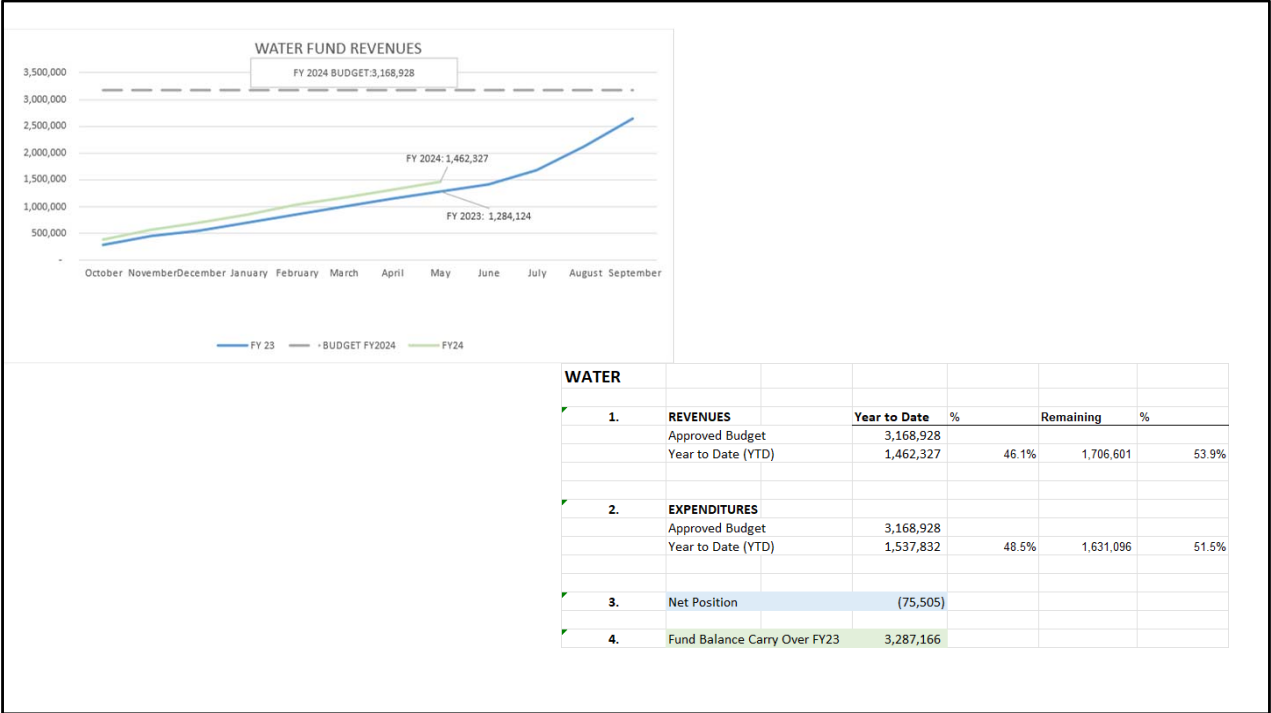 WATER FUND REVENUES
FY 2024 BUDGET:3,168,928
3,500,000
3,000,000
2,500,000
2,000,000
1,500,000
1,000,000
500,000
-
FY 2024: 1,462,327
FY 2023: 1,284,124
October November December January February March April May June July August September
FY 23 BUDGET FY2024 FY24
WATER
1. REVENUES Year to Date % Remaining %
Approved Budget 3,168,928
Year to Date (YTD) 1,462,327 46.1% 1,706,601 53.9%
2. EXPENDITURES
Approved Budget 3,168,928
Year to Date (YTD) 1,537,832 48.5% 1,631,096 51.5%
3. Net Position (75,505)
4. Fund Balance Carry Over FY23 3,287,166